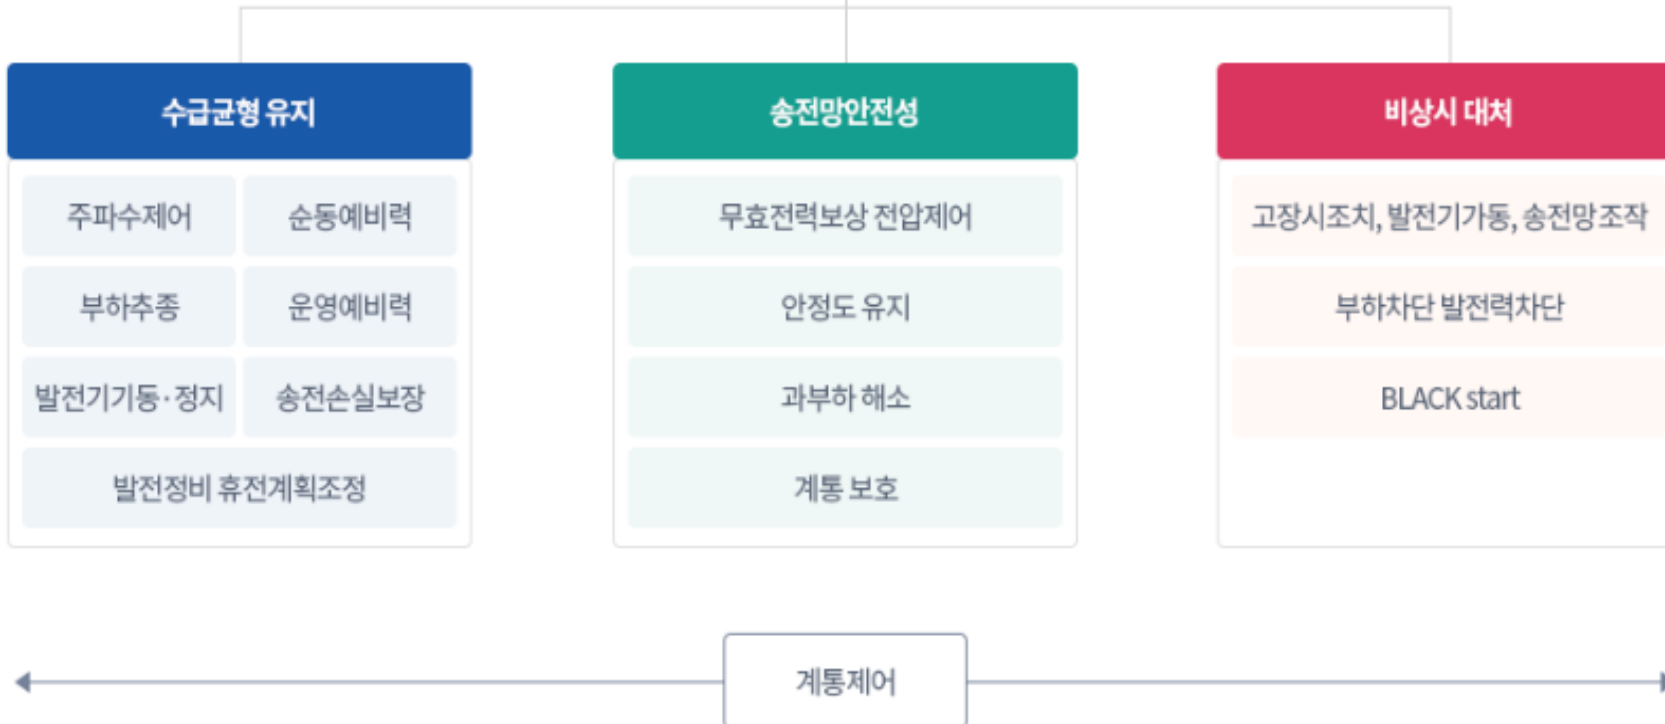 수급균형 유지
주파수제어
순동예비력
부하추종
운영예비력
발전기기동·정지
송전손실보장
발전정비 휴전계획조정
송전망안전성
무효전력보상 전압제어
안정도 유지
과부하 해소
계통 보호
비상시 대처
고장시조치, 발전기가동, 송전망조작
부하차단 발전력차단
BLACK start
계통제어